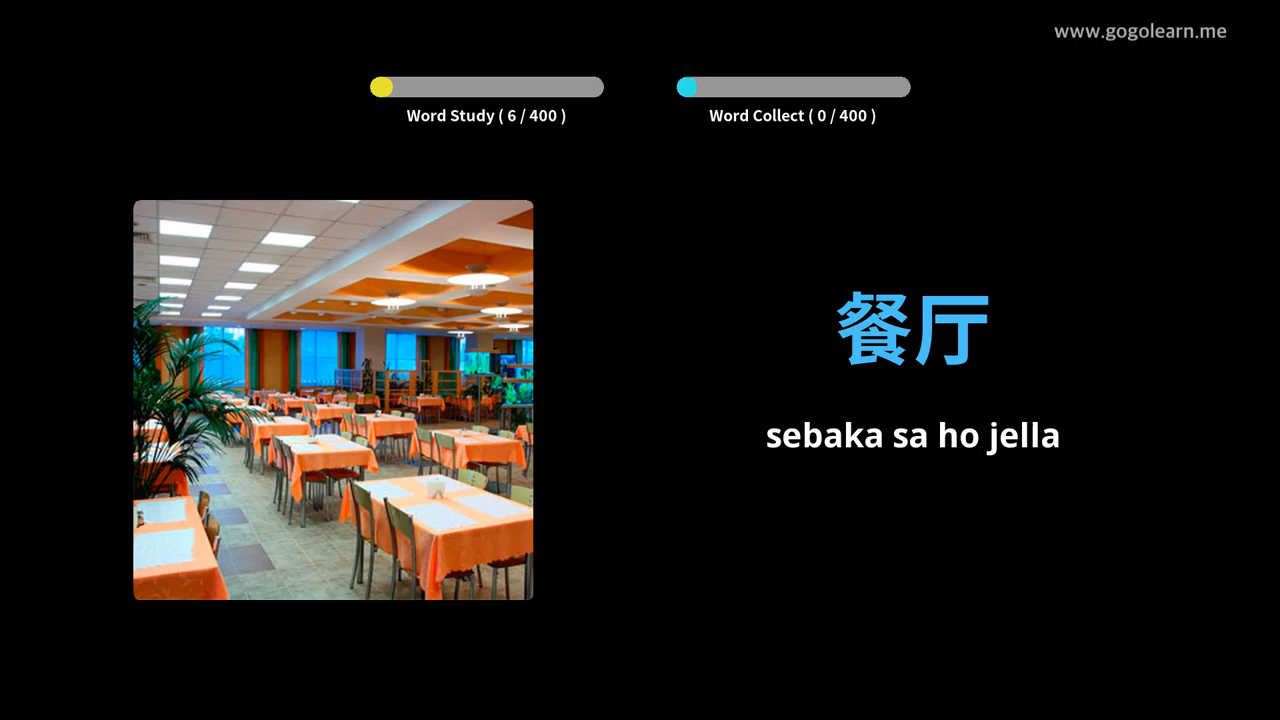 www.gogolearn.me
Word Study ( 6 / 400 )
Word Collect ( 0 / 400 )
餐厅
sebaka sa ho jella